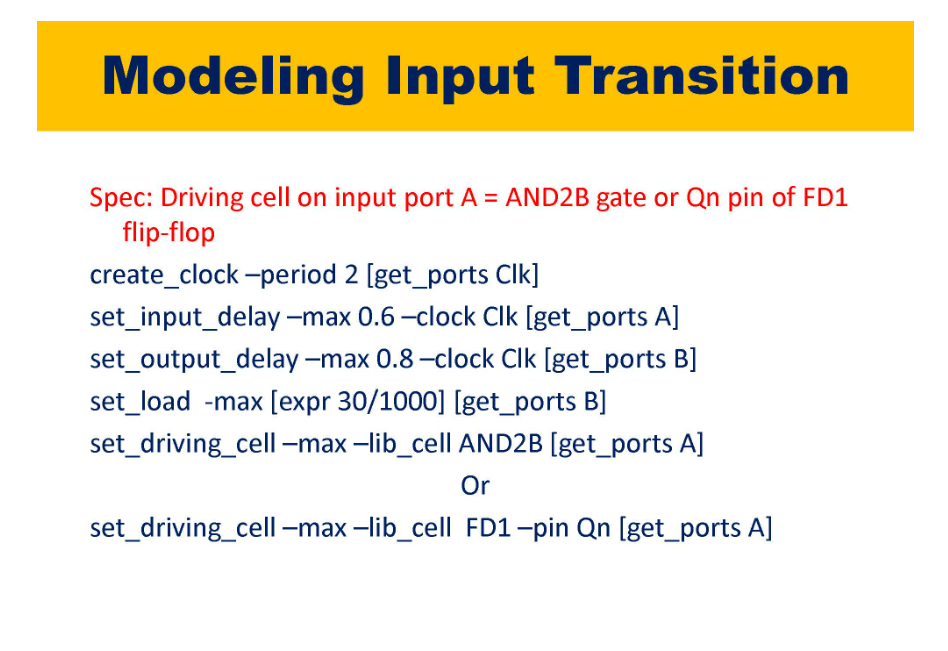 Modeling Input Transition
Spec: Driving cell on input port A = AND2B gate or Qn pin of FD1
flip-flop
create_clock –period 2 [get_ports Clk]
set_input_delay –max 0.6 –clock Clk [get_ports A]
set_output_delay –max 0.8 –clock Clk [get_ports B]
set_load  -max [expr 30/1000] [get_ports B]
set_driving_cell –max –lib_cell AND2B [get_ports A]
Or
set_driving_cell –max –lib_cell  FD1 –pin Qn [get_ports A]